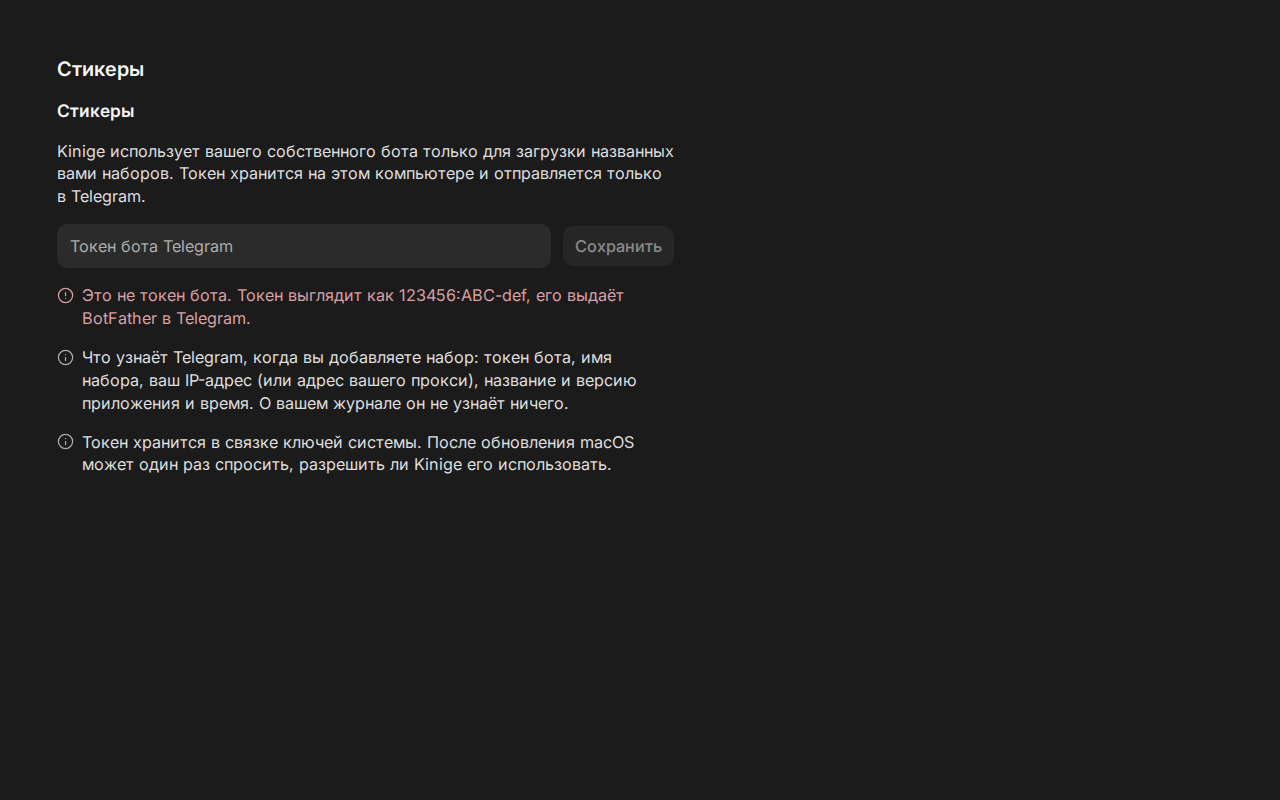 Стикеры
Стикеры
Kinige использует вашего собственного бота только для загрузки названных
вами наборов. Токен хранится на этом компьютере и отправляется только
в Telegram.
Токен бота Telegram
Сохранить
Это не токен бота. Токен выглядит как 123456:ABC-def, его выдаёт
BotFather в Telegram.
Что узнаёт Telegram, когда вы добавляете набор: токен бота, имя
набора, ваш IP-адрес (или адрес вашего прокси), название и версию
приложения и время. О вашем журнале он не узнаёт ничего.
Токен хранится в связке ключей системы. После обновления macOS
может один раз спросить, разрешить ли Kinige его использовать.